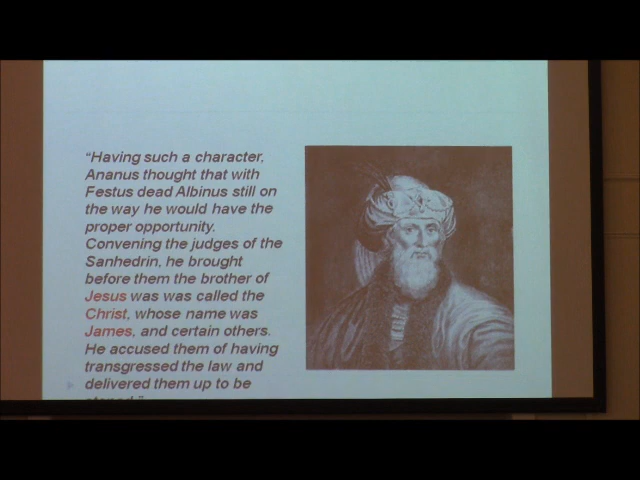 "Having such a character,
Ananus thought that with
Festus dead Albinus still on
the way he would have the
proper opportunity.
Convening the judges of the
Sanhedrin, he brought
before them the brother of
Jesus was was called the
Christ, whose name was
James, and certain others.
He accused them of having
transgressed the law and
delivered them up to be